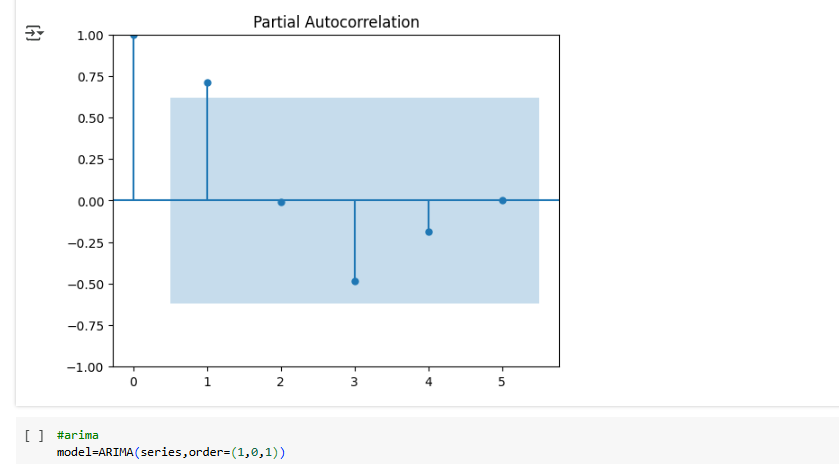 Partial Autocorrelation
1.00
0.75
0.50
0.25
0.00
−0.25
−0.50
−0.75
−1.00
0 1 2 3 4 5
[ ] #arima
model=ARIMA(series,order=(1,0,1))